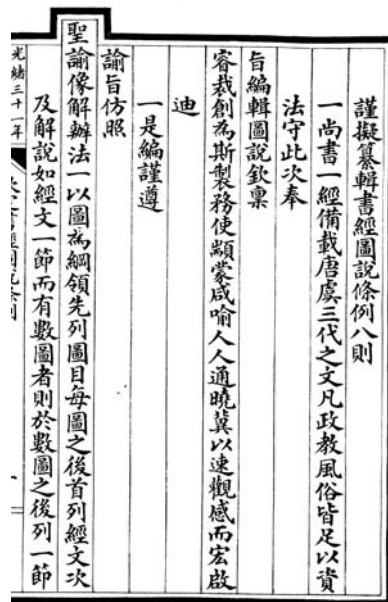 謹擬纂輯書經圖説條例八則
一尚書一經備載唐虞三代之文凡政教風俗皆足以資
法守此次奉
旨編輯圖說欽稟
睿裁創為斯製務使顓蒙咸喻人人通曉冀以速觀感而宏啟
迪
一是編謹遵
諭旨仿照
聖諭像解辦法一以圖為綱領先列圖目每圖之後首列經文次
及解說如經文一節而有數圖者則於數圖之後列一節
光緒三十一年